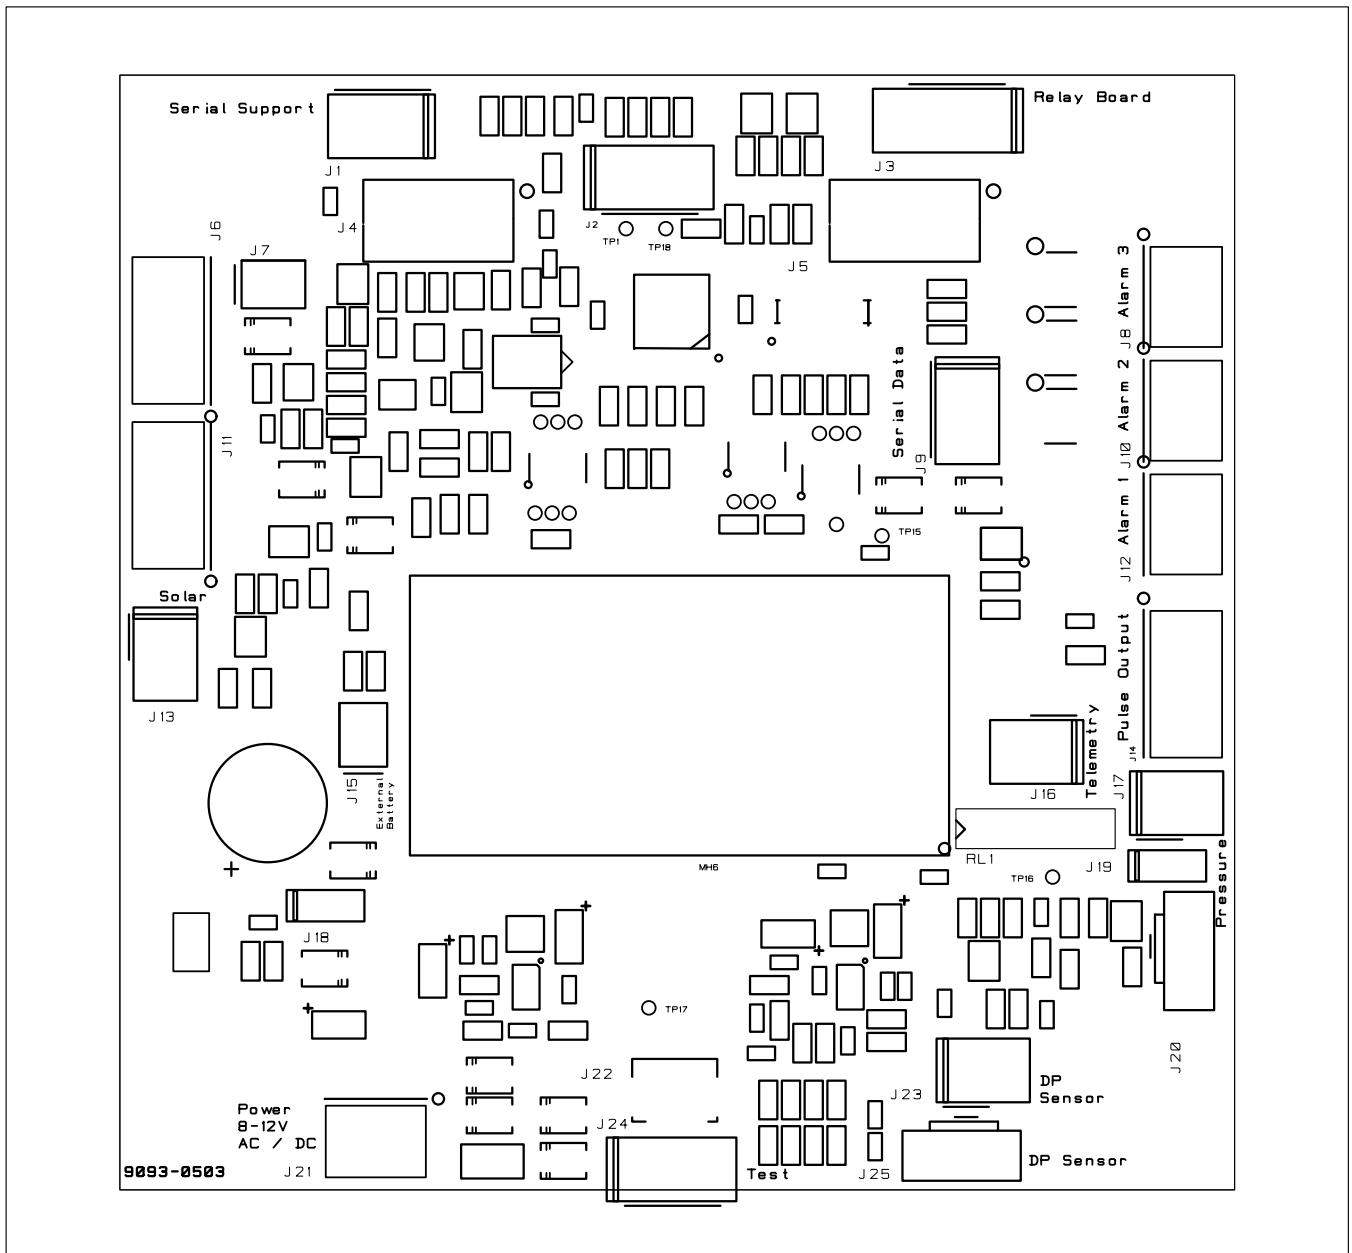 Serial Support
Relay Board
J1
J3
J4
J2
TP1
TP18
J5
J6
J7
J8 Alarm 3
Serial Data
J9
J10 Alarm 2
J11
TP15
J12 Alarm 1
Solar
J13
Pulse Output
J14
Telemetry
J15
External
Battery
J16
J17
RL1
MH6
J19
TP16
Pressure
J18
TP17
J20
J22
J23
DP
Sensor
Power
8-12V
AC / DC
J24
J21
9093-0503
Test
J25
DP Sensor